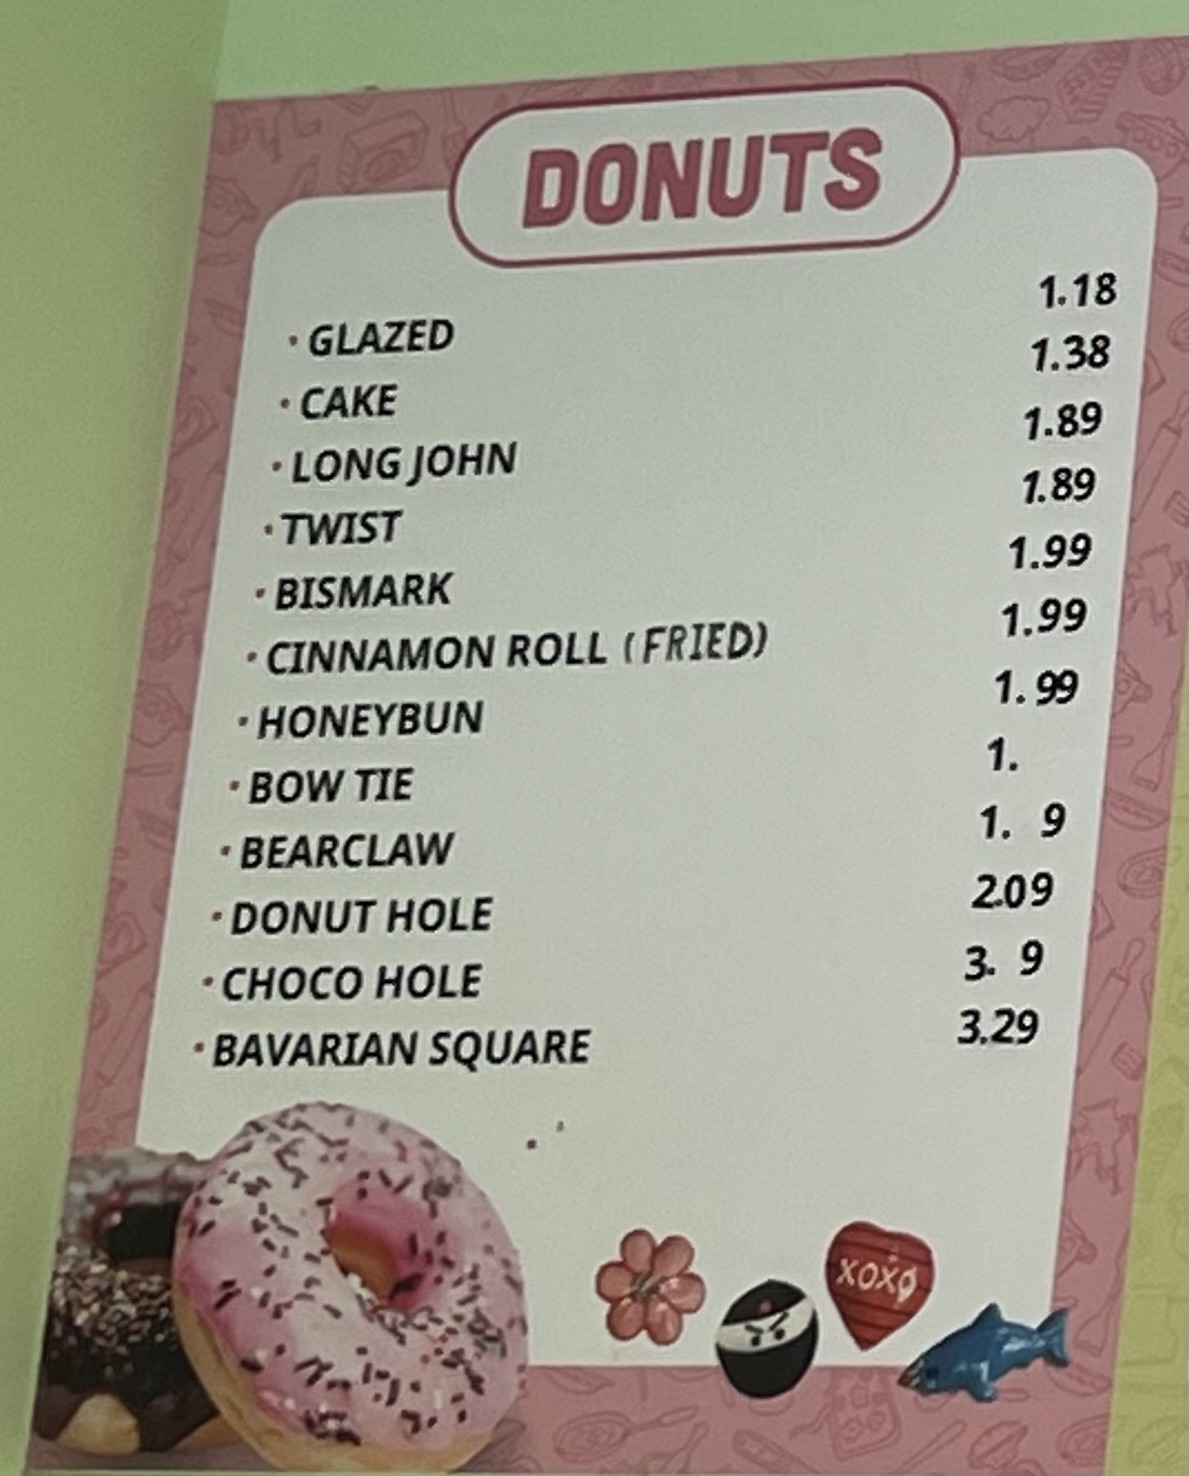 DONUTS
· GLAZED 1.18
· CAKE 1.38
· LONG JOHN 1.89
· TWIST 1.89
· BISMARK 1.99
· CINNAMON ROLL (FRIED) 1.99
· HONEYBUN 1.99
· BOW TIE 1.
· BEARCLAW 1. 9
· DONUT HOLE 2.09
· CHOCO HOLE 3. 9
· BAVARIAN SQUARE 3.29
XOXO